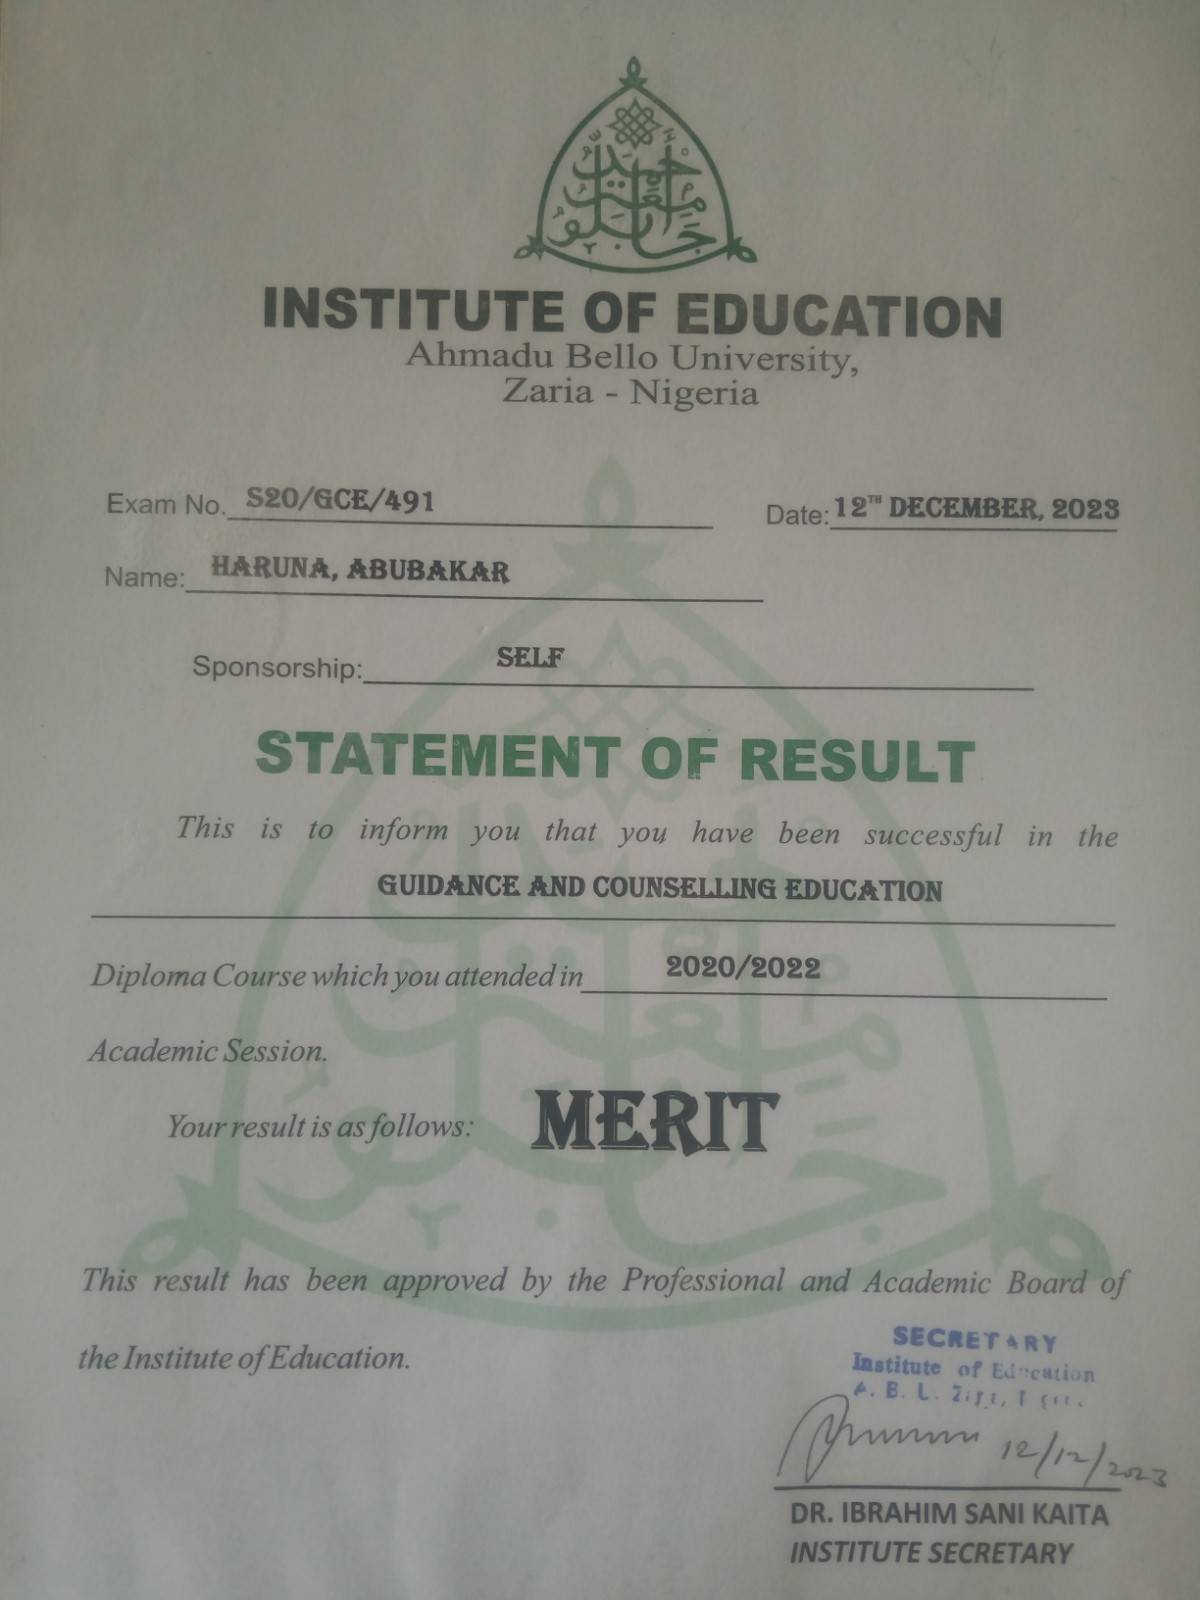 INSTITUTE OF EDUCATION
Ahmadu Bello University,
Zaria - Nigeria
Exam No. S20/GCE/491 Date: 12TH DECEMBER, 2023
Name: HARUNA, ABUBAKAR
Sponsorship: SELF
STATEMENT OF RESULT
This is to inform you that you have been successful in the
GUIDANCE AND COUNSELLING EDUCATION
Diploma Course which you attended in 2020/2022
Academic Session.
Your result is as follows: MERIT
This result has been approved by the Professional and Academic Board of
the Institute of Education.
SECRETARY
Institute of Education
A. B.
12/12/2023
DR. IBRAHIM SANI KAITA
INSTITUTE SECRETARY